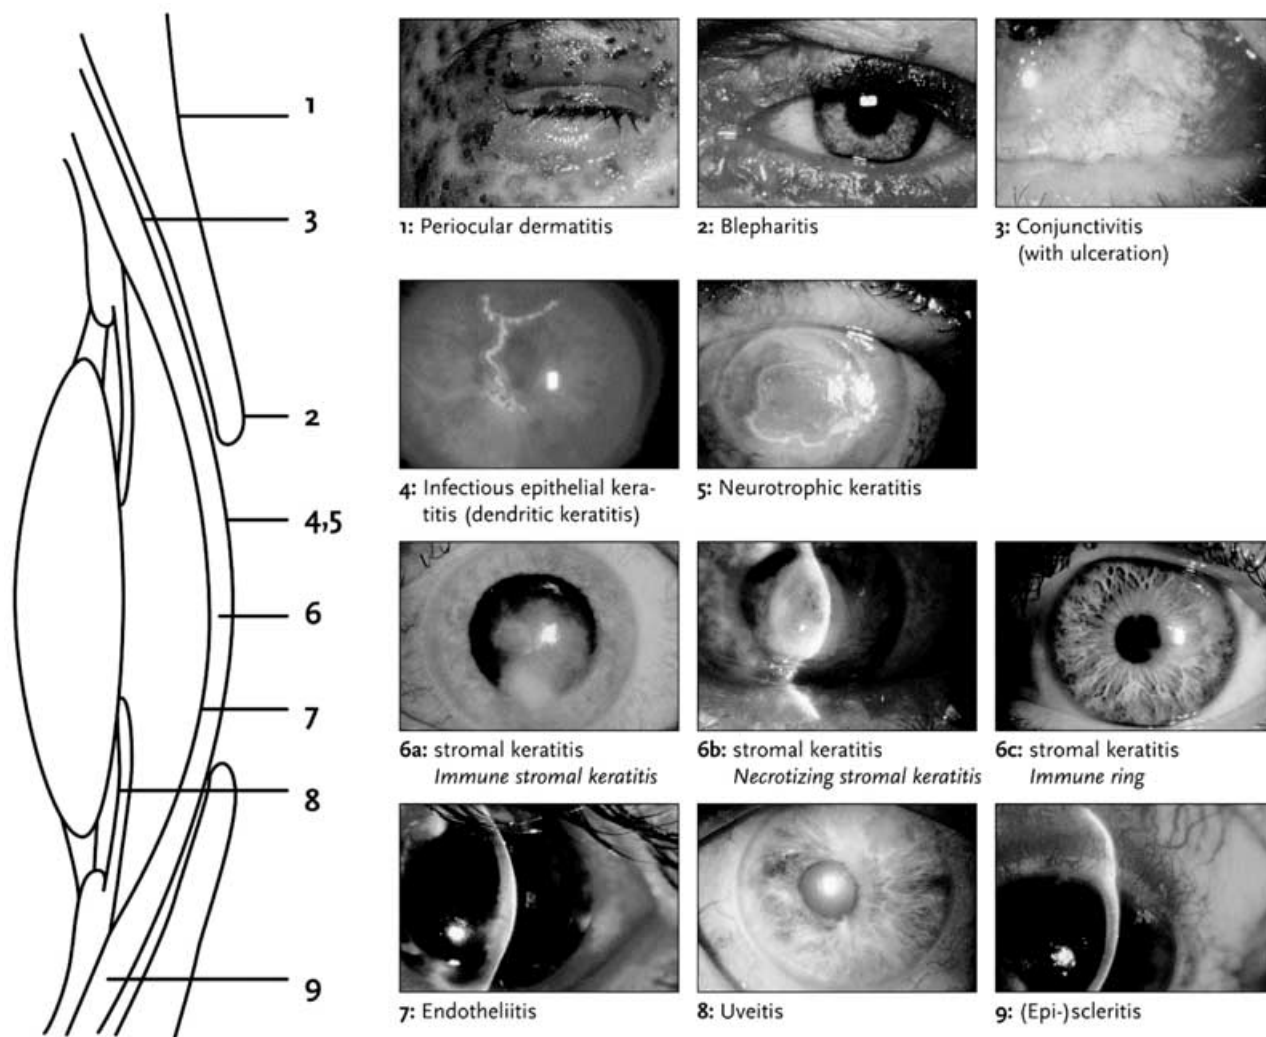 1
3
2
4,5
6
7
8
9
1: Periocular dermatitis
2: Blepharitis
3: Conjunctivitis
(with ulceration)
4: Infectious epithelial kera-
titis (dendritic keratitis)
5: Neurotrophic keratitis
6a: stromal keratitis
Immune stromal keratitis
6b: stromal keratitis
Necrotizing stromal keratitis
6c: stromal keratitis
Immune ring
7: Endotheliitis
8: Uveitis
9: (Epi-)scleritis